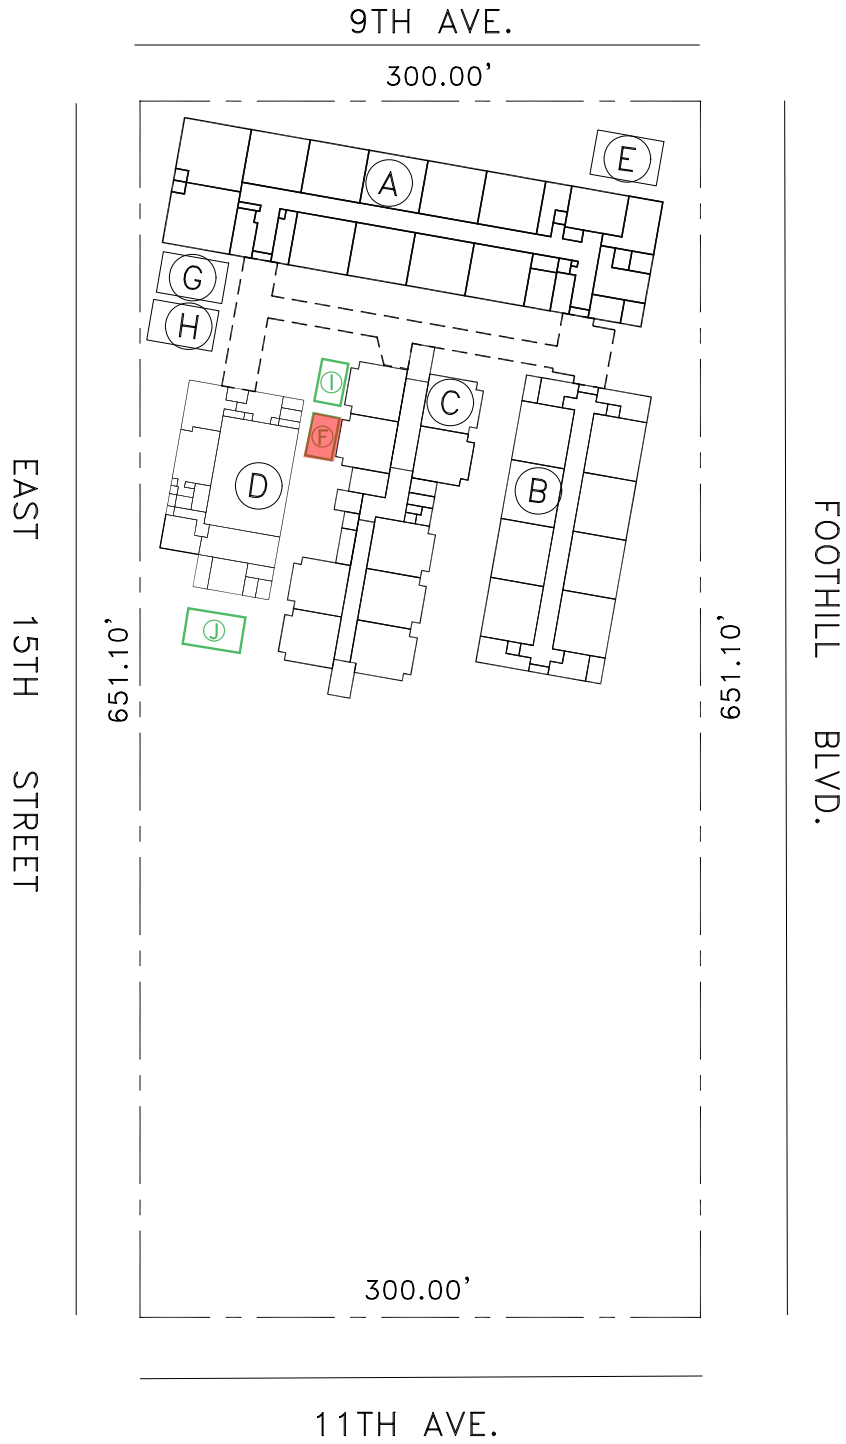 9TH AVE.
300.00'
E
A
G
H
I
C
F
D
B
EAST 15TH STREET
FOOTHILL BLVD.
651.10'
651.10'
J
300.00'
11TH AVE.